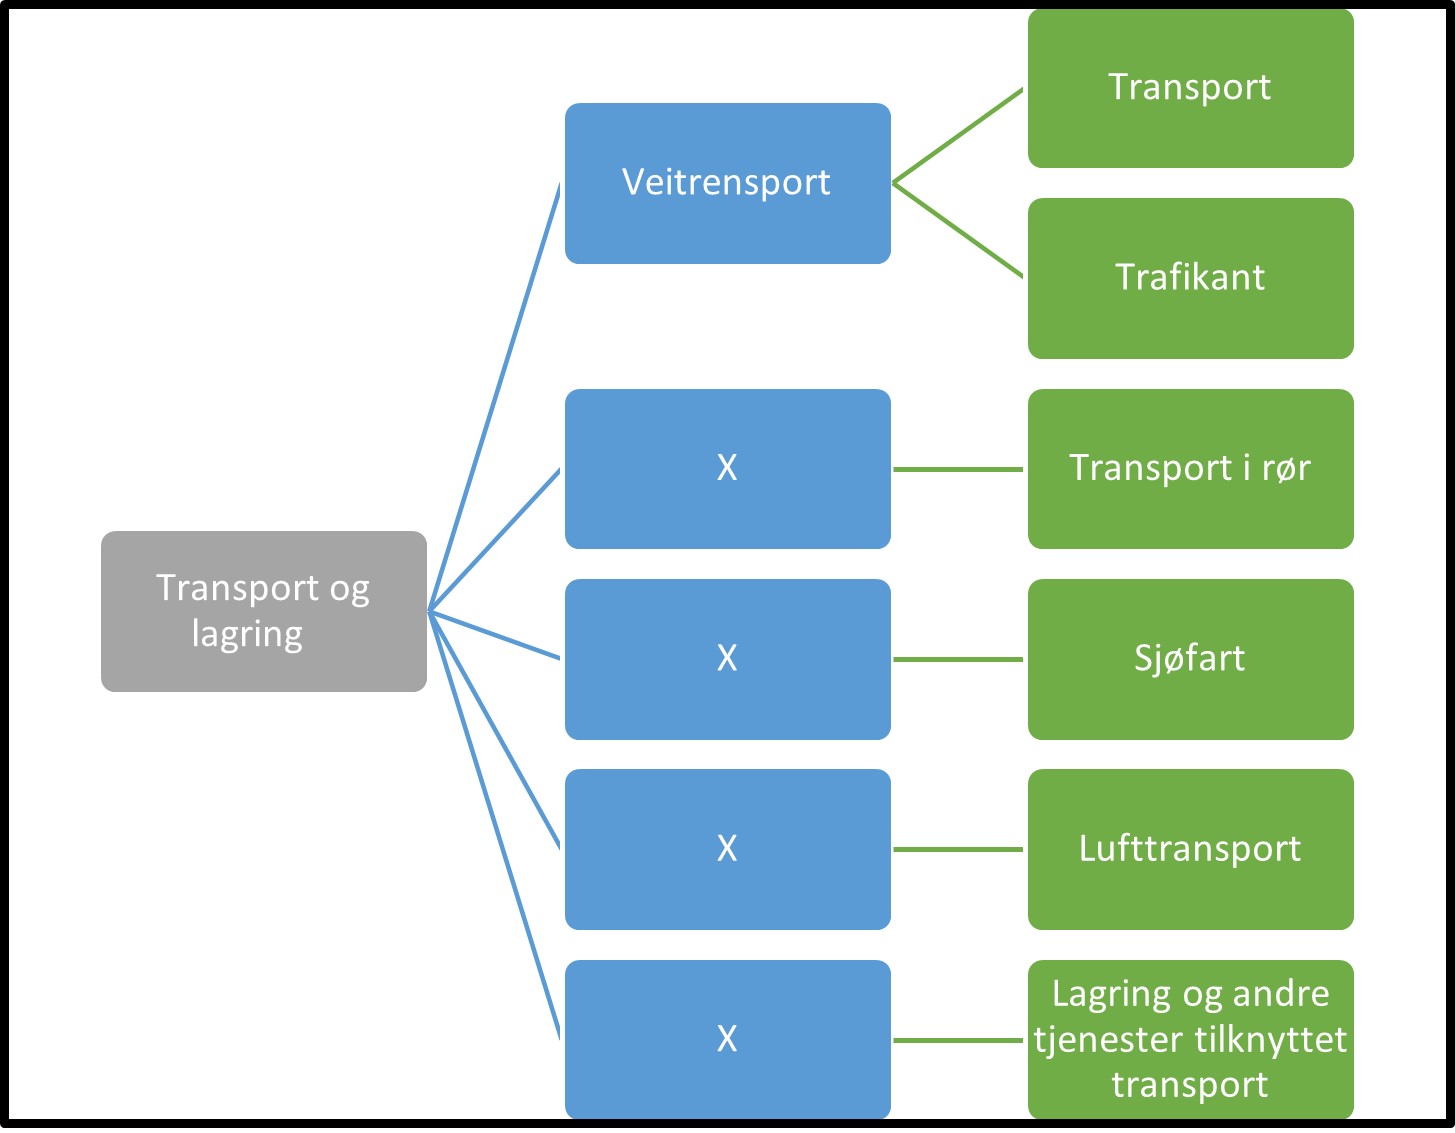 Transport og
lagring
Veitrensport
Transport
Trafikant
X
Transport i rør
X
Sjøfart
X
Lufttransport
X
Lagring og andre
tjenester tilknyttet
transport